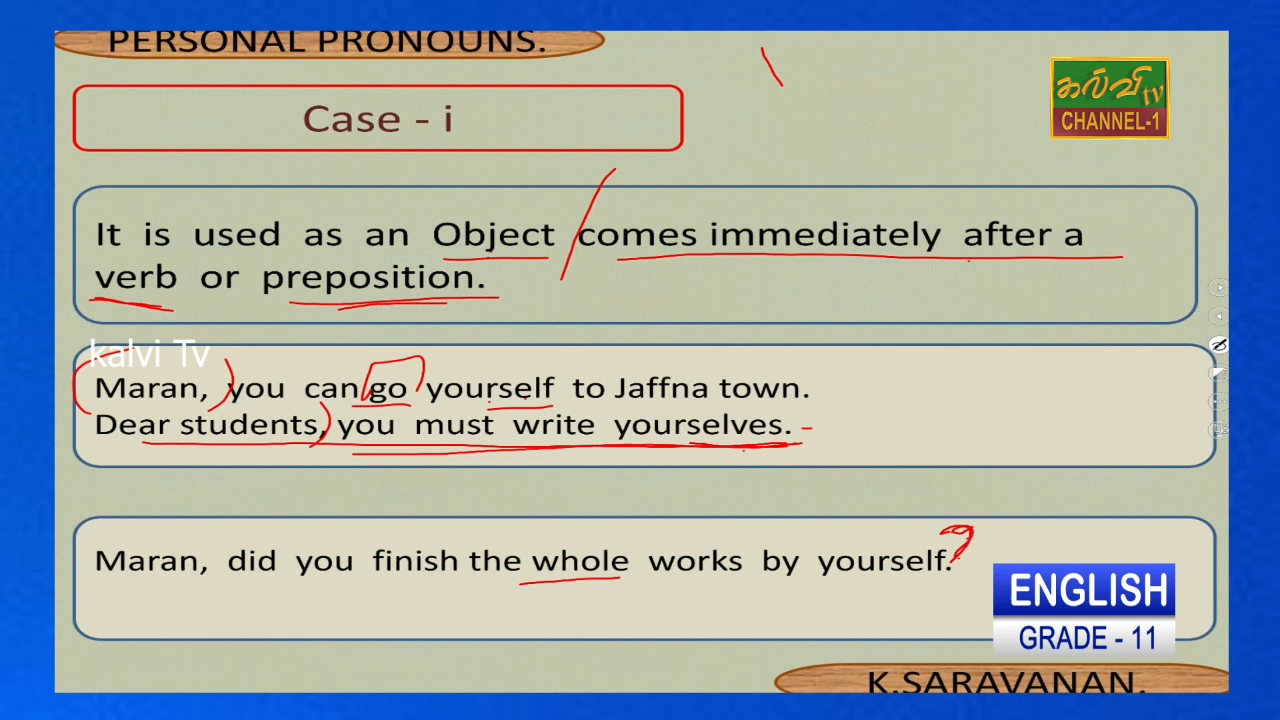 PERSONAL PRONOUNS.
Case - i
கல்வி tv
CHANNEL-1
It is used as an Object comes immediately after a
verb or preposition.
kalvi Tv
Maran, you can go yourself to Jaffna town.
Dear students, you must write yourselves.
Maran, did you finish the whole works by yourself.?
ENGLISH
GRADE - 11
K.SARAVANAN.